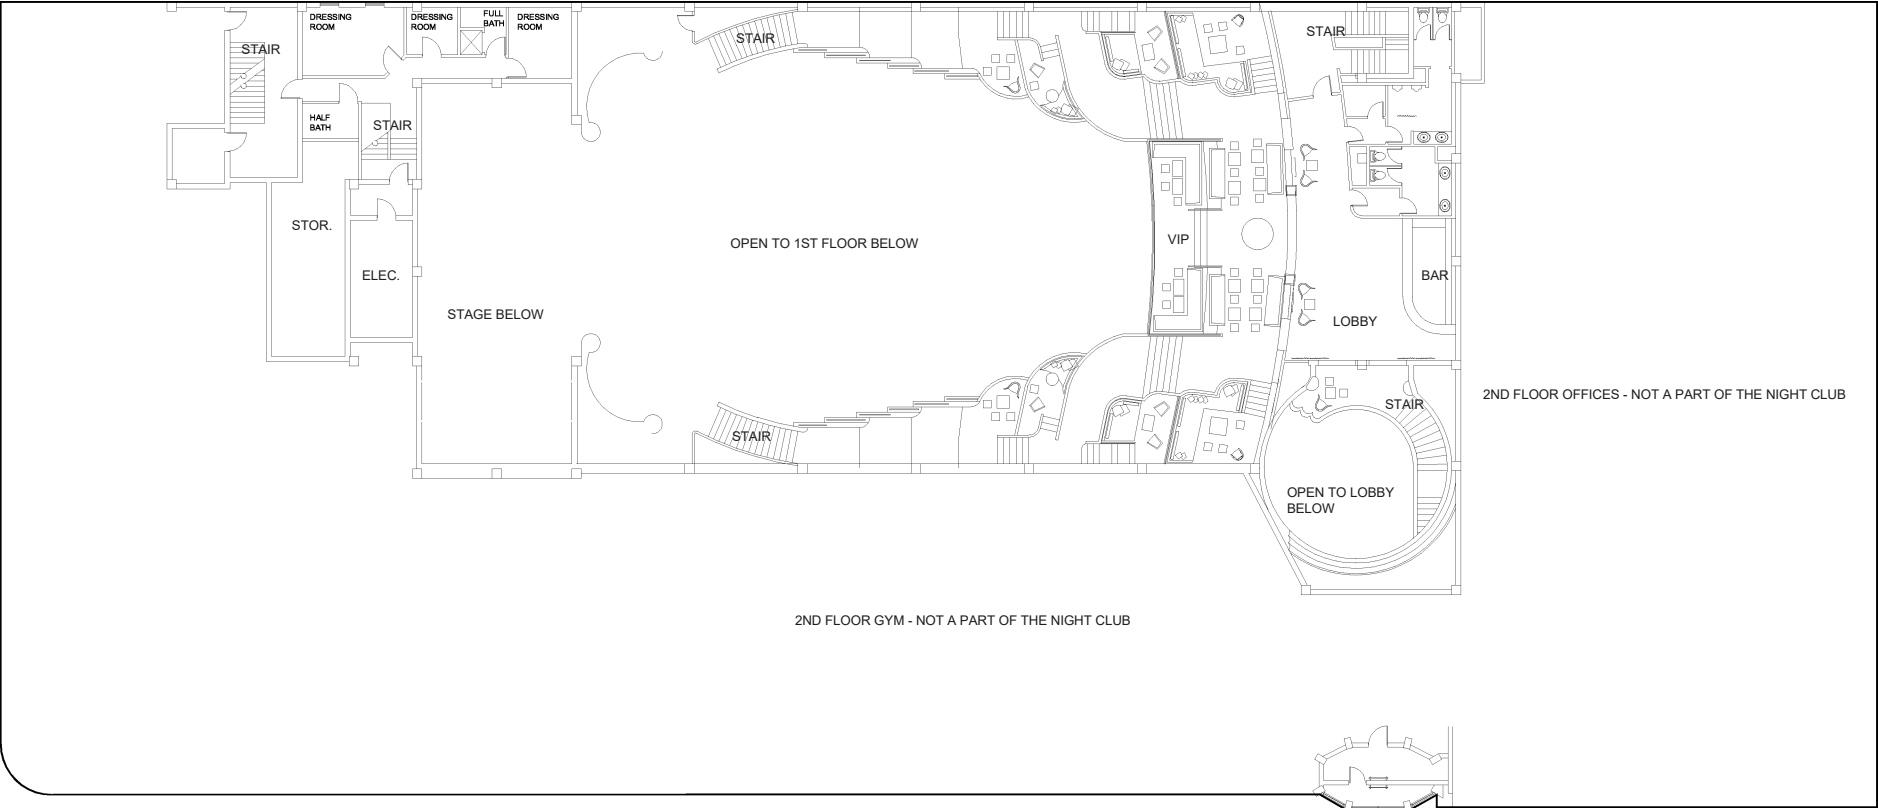 DRESSING
ROOM
DRESSING
ROOM
FULL
BATH
DRESSING
ROOM
STAIR
STAIR
STAIR
HALF
BATH
STAIR
STOR.
ELEC.
OPEN TO 1ST FLOOR BELOW
VIP
BAR
STAGE BELOW
LOBBY
2ND FLOOR OFFICES - NOT A PART OF THE NIGHT CLUB
STAIR
STAIR
OPEN TO LOBBY
BELOW
2ND FLOOR GYM - NOT A PART OF THE NIGHT CLUB